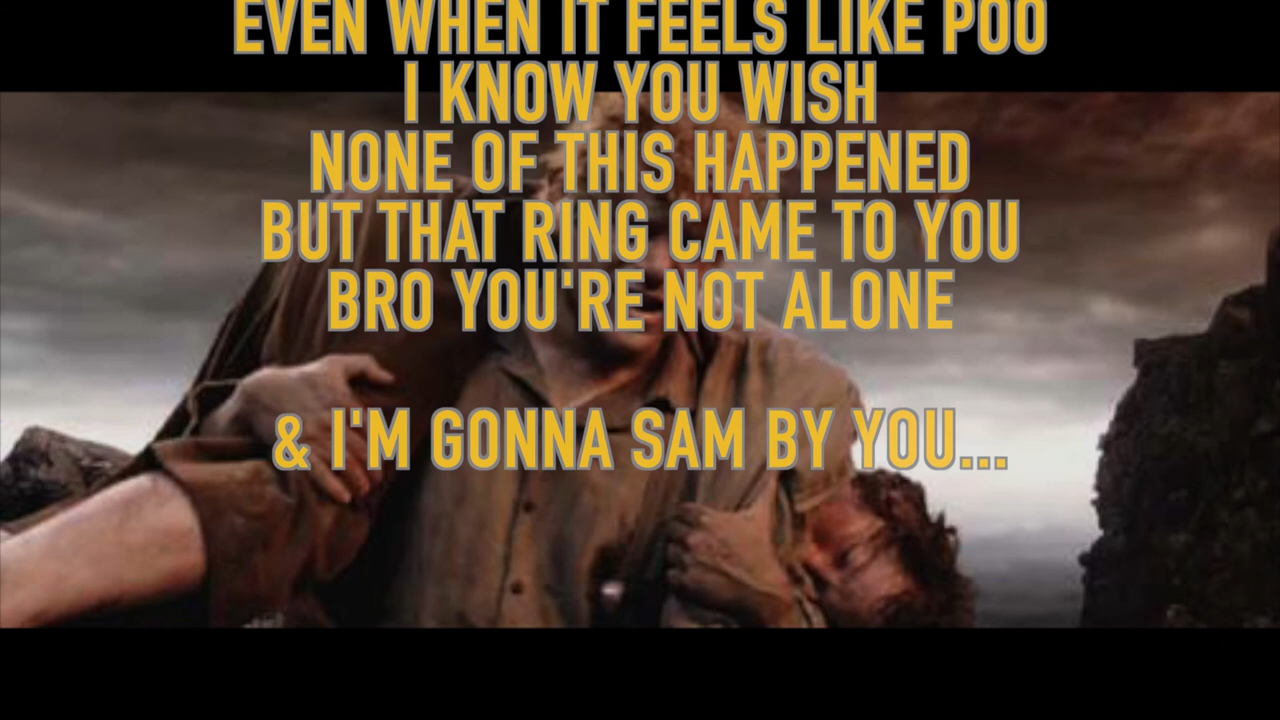 EVEN WHEN IT FEELS LIKE POO
I KNOW YOU WISH
NONE OF THIS HAPPENED
BUT THAT RING CAME TO YOU
BRO YOU'RE NOT ALONE
& I'M GONNA SAM BY YOU...